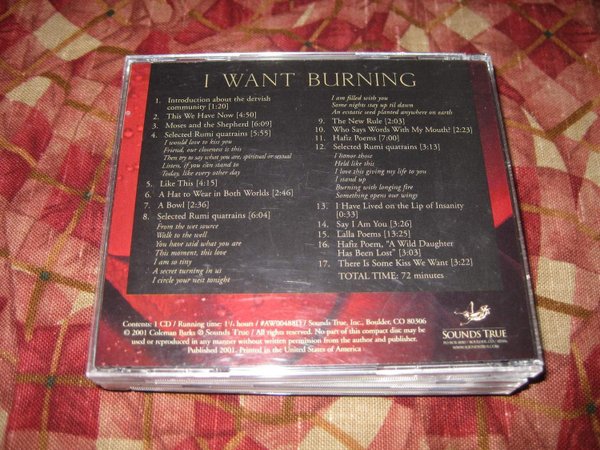 I WANT BURNING
1. Introduction about the dervish
community [1:20]
2. This We Have Now [4:50]
3. Moses and the Shepherd [6:09]
4. Selected Rumi quatrains [5:55]
I would love to kiss you
Friend, our closeness is this
Then try to say what you are, spiritual or sexual
Listen, if you can stand to
Today, like every other day
5. Like This [4:15]
6. A Hat to Wear in Both Worlds [2:46]
7. A Bowl [2:36]
8. Selected Rumi quatrains [6:04]
From the wet source
Walk to the well
You have said what you are
This moment, this love
I am so tiny
A secret turning in us
I circle your nest tonight
I am filled with you
Some nights stay up til dawn
An ecstatic seed planted anywhere on earth
9. The New Rule [2:03]
10. Who Says Words With My Mouth? [2:23]
11. Hafiz Poems [7:00]
12. Selected Rumi quatrains [3:13]
I honor those
Held like this
I love this giving my life to you
I stand up
Burning with longing fire
Something opens our wings
13. I Have Lived on the Lip of Insanity
[0:33]
14. Say I Am You [3:26]
15. Lalla Poems [13:25]
16. Hafiz Poem, "A Wild Daughter
Has Been Lost" [3:03]
17. There Is Some Kiss We Want [3:22]
TOTAL TIME: 72 minutes
Contents: 1 CD / Running time: 1¼ hours / #AW00488D / Sounds True, Inc., Boulder, CO 80306
© 2001 Coleman Barks ℗ Sounds True / All rights reserved. No part of this compact disc may be
used or reproduced in any manner without written permission from the author and publisher.
Published 2001. Printed in the United States of America
SOUNDS TRUE
PO BOX 8010 / BOULDER, CO / 80306
WWW.SOUNDSTRUE.COM